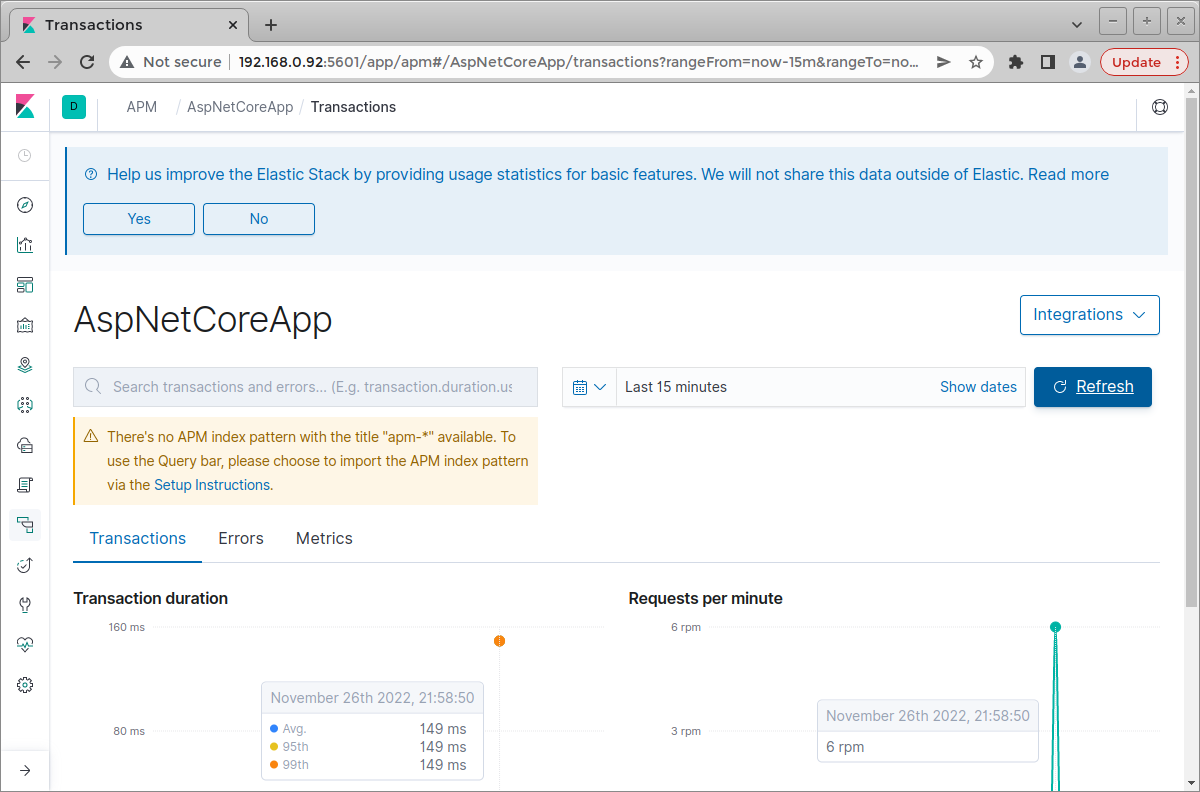 Transactions
Not secure
192.168.0.92:5601/app/apm#/AspNetCoreApp/transactions?rangeFrom=now-15m&rangeTo=no...
Update
D
APM / AspNetCoreApp / Transactions
Help us improve the Elastic Stack by providing usage statistics for basic features. We will not share this data outside of Elastic. Read more
Yes
No
AspNetCoreApp
Integrations
Search transactions and errors... (E.g. transaction.duration.us
Last 15 minutes
Show dates
Refresh
There's no APM index pattern with the title "apm-*" available. To
use the Query bar, please choose to import the APM index pattern
via the Setup Instructions.
Transactions
Errors
Metrics
Transaction duration
160 ms
November 26th 2022, 21:58:50
80 ms
Avg. 149 ms
95th 149 ms
99th 149 ms
Requests per minute
6 rpm
November 26th 2022, 21:58:50
3 rpm
6 rpm